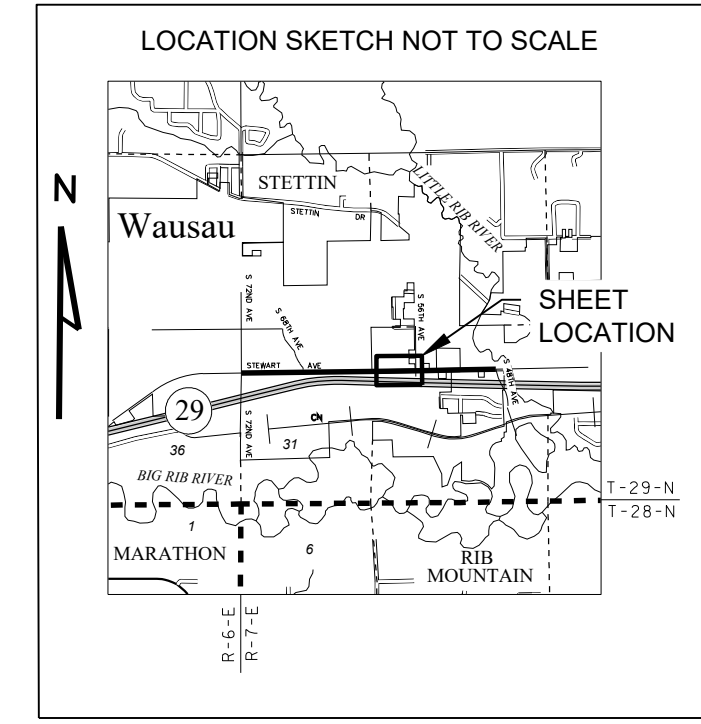 LOCATION SKETCH NOT TO SCALE
N
STETTIN
STETTIN DR
LITTLE RIB RIVER
Wausau
S 72ND AVE
S 68TH AVE
S 56TH AVE
SHEET
LOCATION
STEWART AVE
S 48TH AVE
29
S 72ND AVE
CN
36
31
BIG RIB RIVER
T-29-N
T-28-N
1
6
MARATHON
RIB
MOUNTAIN
R-6-E
R-7-E